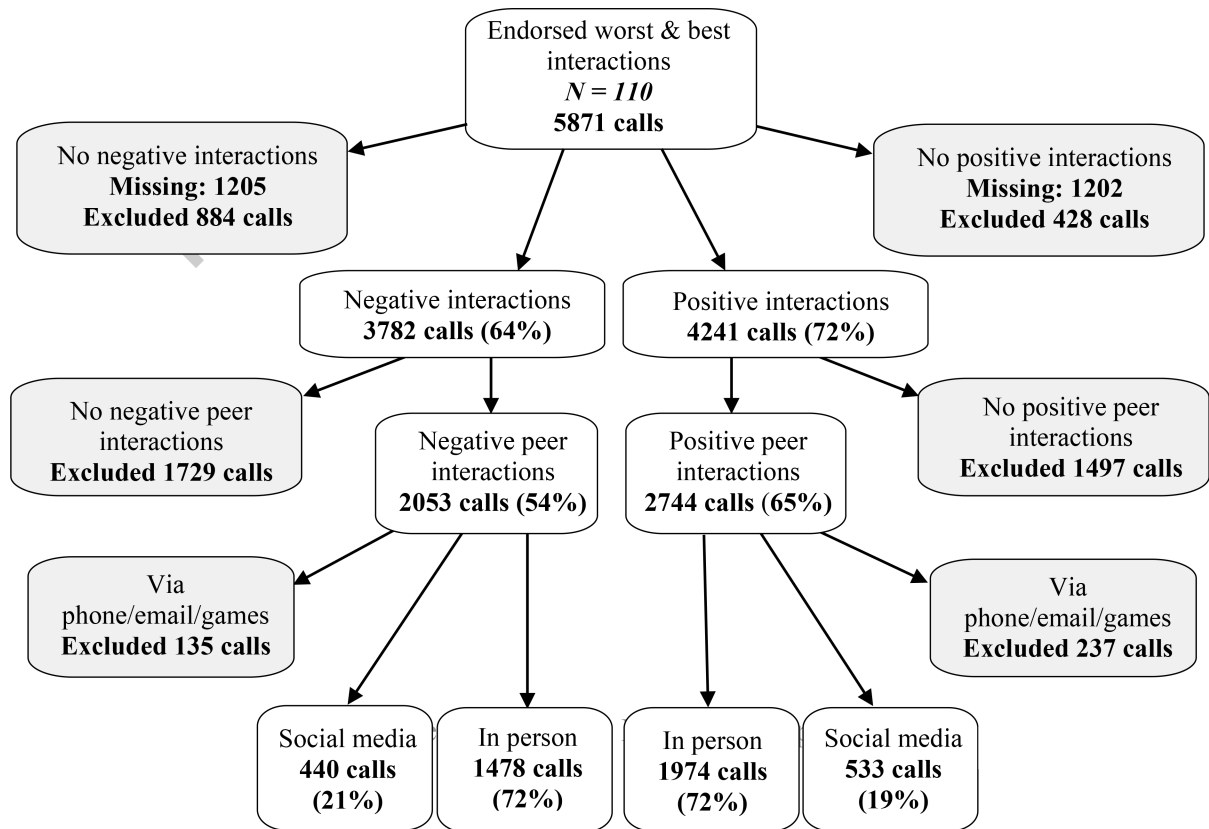 Endorsed worst & best
interactions
N = 110
5871 calls
No negative interactions
Missing: 1205
Excluded 884 calls
No positive interactions
Missing: 1202
Excluded 428 calls
Negative interactions
3782 calls (64%)
Positive interactions
4241 calls (72%)
No negative peer
interactions
Excluded 1729 calls
Negative peer
interactions
2053 calls (54%)
Positive peer
interactions
2744 calls (65%)
No positive peer
interactions
Excluded 1497 calls
Via
phone/email/games
Excluded 135 calls
Via
phone/email/games
Excluded 237 calls
Social media
440 calls
(21%)
In person
1478 calls
(72%)
In person
1974 calls
(72%)
Social media
533 calls
(19%)